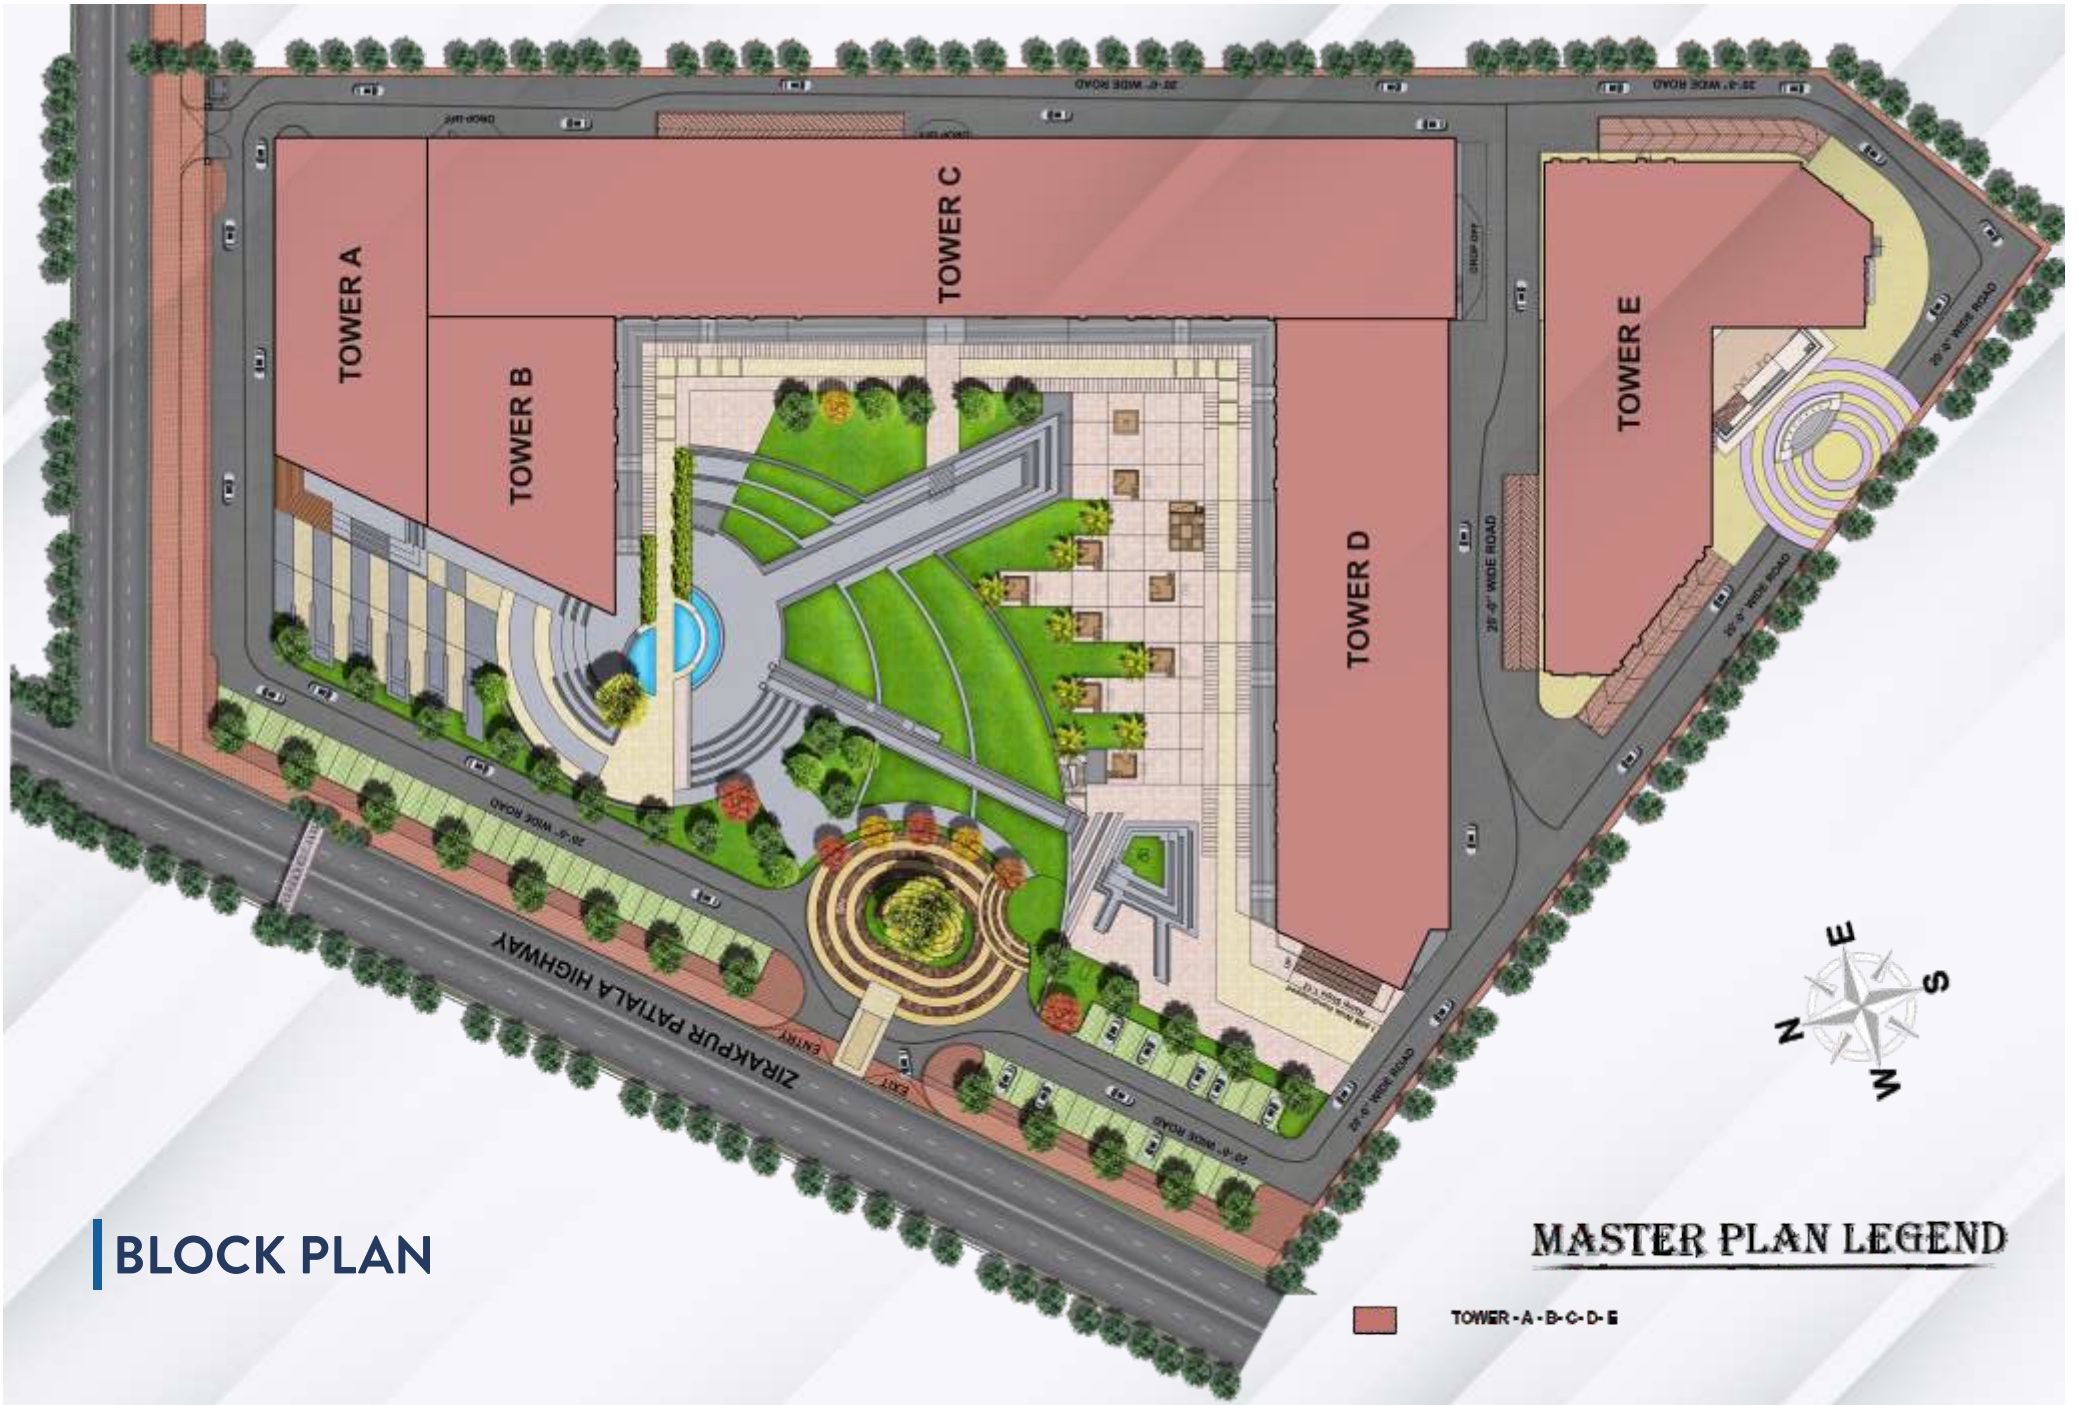 20'-0" WIDE ROAD
20'-0" WIDE ROAD
DROP OFF
DROP OFF
TOWER A
TOWER B
TOWER C
DROP OFF
TOWER D
TOWER E
20'-0" WIDE ROAD
20'-0" WIDE ROAD
20'-0" WIDE ROAD
20'-0" WIDE ROAD
ZIRAKPUR PATIALA HIGHWAY
ENTRY
EXIT
20'-0" WIDE ROAD
20'-0" WIDE ROAD
E
S
N
W
BLOCK PLAN
MASTER PLAN LEGEND
TOWER - A - B- C- D- E